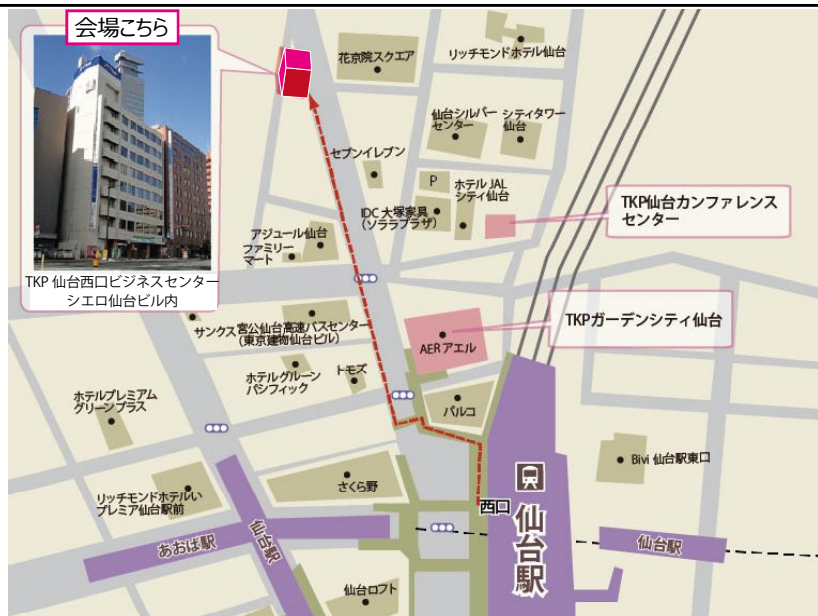 会場こちら
TKP 仙台西口ビジネスセンター
シエロ仙台ビル内
花京院スクエア
リッチモンドホテル仙台
仙台シルバー
センター
シティタワー
仙台
セブンイレブン
P
ホテル JAL
シティ仙台
IDC 大塚家具
(ソララプラザ)
TKP仙台カンファレンス
センター
アジュール仙台
ファミリー
マート
サンクス
宮公仙台高速バスセンター
(東京建物仙台ビル)
TKPガーデンシティ仙台
AER アエル
ホテルグルーン
パシフィック
トモズ
パルコ
ホテルプレミアム
グリーンプラス
Bivi 仙台駅東口
リッチモンドホテルい
プレミア仙台駅前
さくら野
西口
仙台駅
あおば駅
仙台駅
仙台駅
仙台ロフト